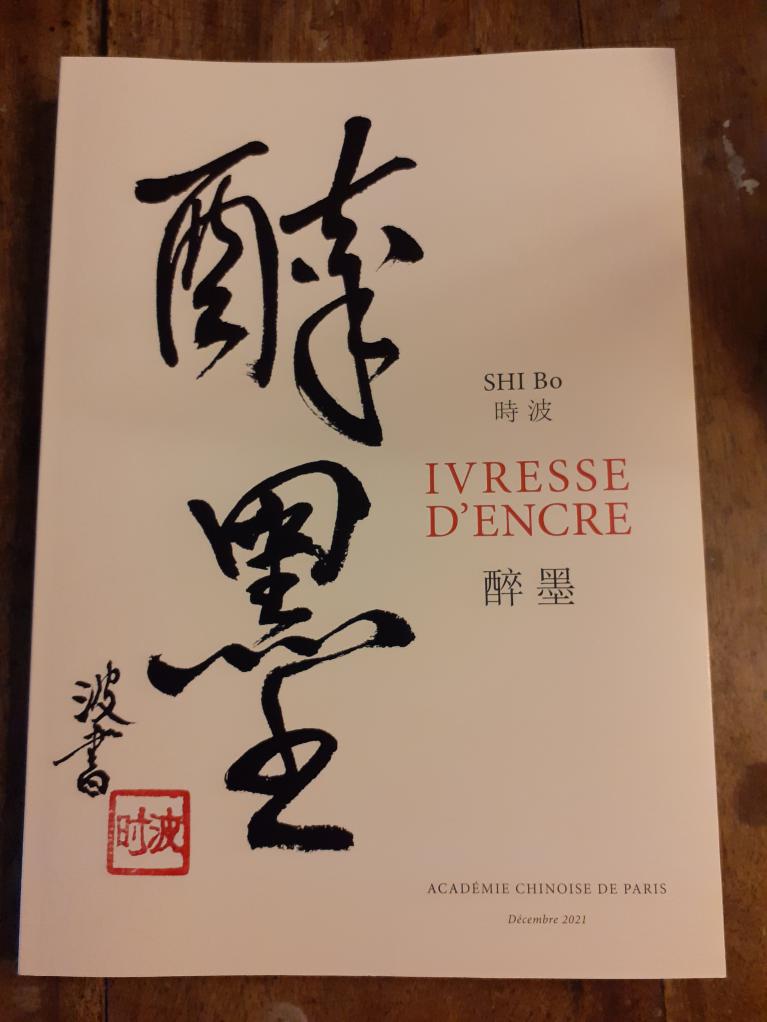 醉墨
波書
时波
SHI Bo
時波
IVRESSE
D'ENCRE
醉墨
ACADÉMIE CHINOISE DE PARIS
Décembre 2021